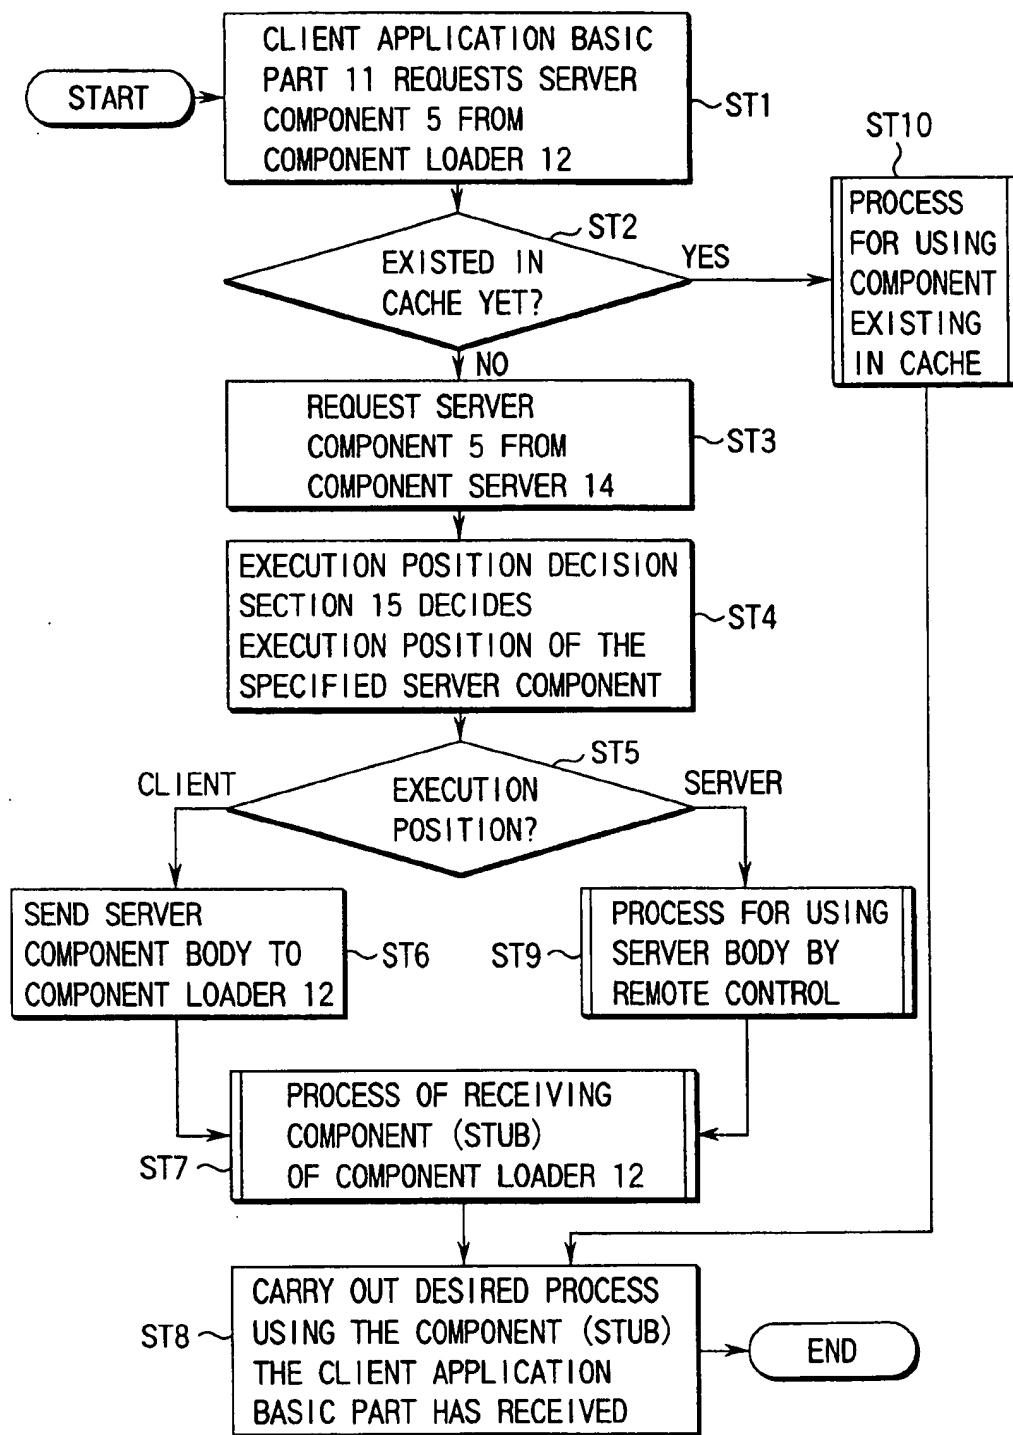 START
CLIENT APPLICATION BASIC
PART 11 REQUESTS SERVER
COMPONENT 5 FROM
COMPONENT LOADER 12
ST1
ST10
PROCESS
FOR USING
COMPONENT
EXISTING
IN CACHE
ST2
EXISTED IN
CACHE YET?
YES
NO
REQUEST SERVER
COMPONENT 5 FROM
COMPONENT SERVER 14
ST3
EXECUTION POSITION DECISION
SECTION 15 DECIDES
EXECUTION POSITION OF THE
SPECIFIED SERVER COMPONENT
ST4
ST5
CLIENT
EXECUTION
POSITION?
SERVER
SEND SERVER
COMPONENT BODY TO
COMPONENT LOADER 12
ST6
ST9
PROCESS FOR USING
SERVER BODY BY
REMOTE CONTROL
PROCESS OF RECEIVING
COMPONENT (STUB)
OF COMPONENT LOADER 12
ST7
CARRY OUT DESIRED PROCESS
USING THE COMPONENT (STUB)
THE CLIENT APPLICATION
BASIC PART HAS RECEIVED
ST8
END